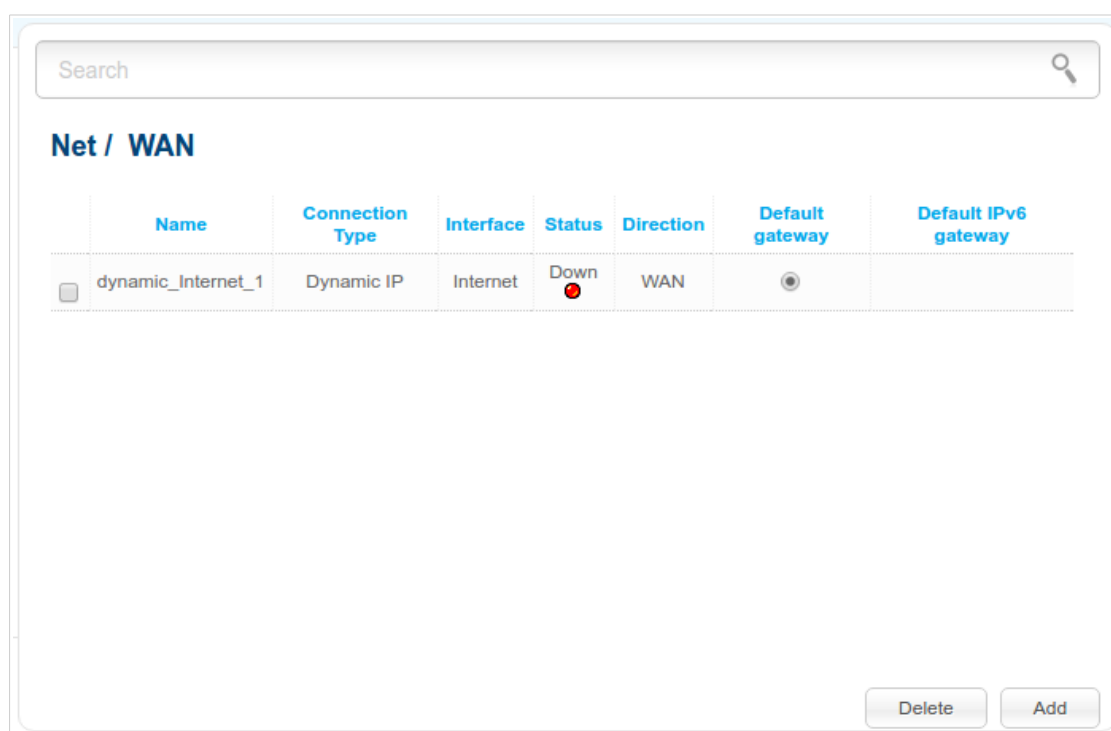 Search
Net / WAN
Name Connection Type Interface Status Direction Default gateway Default IPv6 gateway
dynamic_Internet_1 Dynamic IP Internet Down WAN
Delete Add